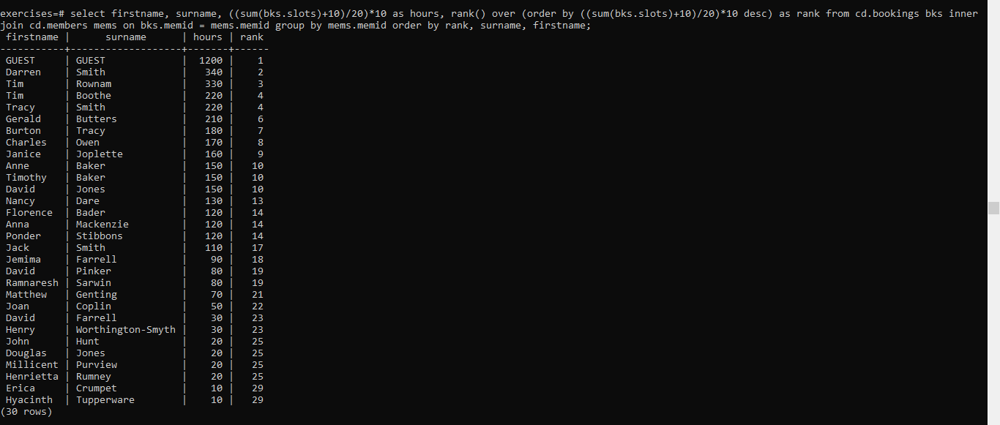 exercises=# select firstname, surname, ((sum(bks.slots)+10)/20)*10 as hours, rank() over (order by ((sum(bks.slots)+10)/20)*10 desc) as rank from cd.bookings bks inner
join cd.members mems on bks.memid = mems.memid group by mems.memid order by rank, surname, firstname;
 firstname |      surname      | hours | rank
-----------+-------------------+-------+------
 GUEST     | GUEST             |  1200 |    1
 Darren    | Smith             |   340 |    2
 Tim       | Rownam            |   330 |    3
 Tim       | Boothe            |   220 |    4
 Tracy     | Smith             |   220 |    4
 Gerald    | Butters           |   210 |    6
 Burton    | Tracy             |   180 |    7
 Charles   | Owen              |   170 |    8
 Janice    | Joplette          |   160 |    9
 Anne      | Baker             |   150 |   10
 Timothy   | Baker             |   150 |   10
 David     | Jones             |   150 |   10
 Nancy     | Dare              |   130 |   13
 Florence  | Bader             |   120 |   14
 Anna      | Mackenzie         |   120 |   14
 Ponder    | Stibbons          |   120 |   14
 Jack      | Smith             |   110 |   17
 Jemima    | Farrell           |    90 |   18
 David     | Pinker            |    80 |   19
 Ramnaresh | Sarwin            |    80 |   19
 Matthew   | Genting           |    70 |   21
 Joan      | Coplin            |    50 |   22
 David     | Farrell           |    30 |   23
 Henry     | Worthington-Smyth |    30 |   23
 John      | Hunt              |    20 |   25
 Douglas   | Jones             |    20 |   25
 Millicent | Purview           |    20 |   25
 Henrietta | Rumney            |    20 |   25
 Erica     | Crumpet           |    10 |   29
 Hyacinth  | Tupperware        |    10 |   29
(30 rows)